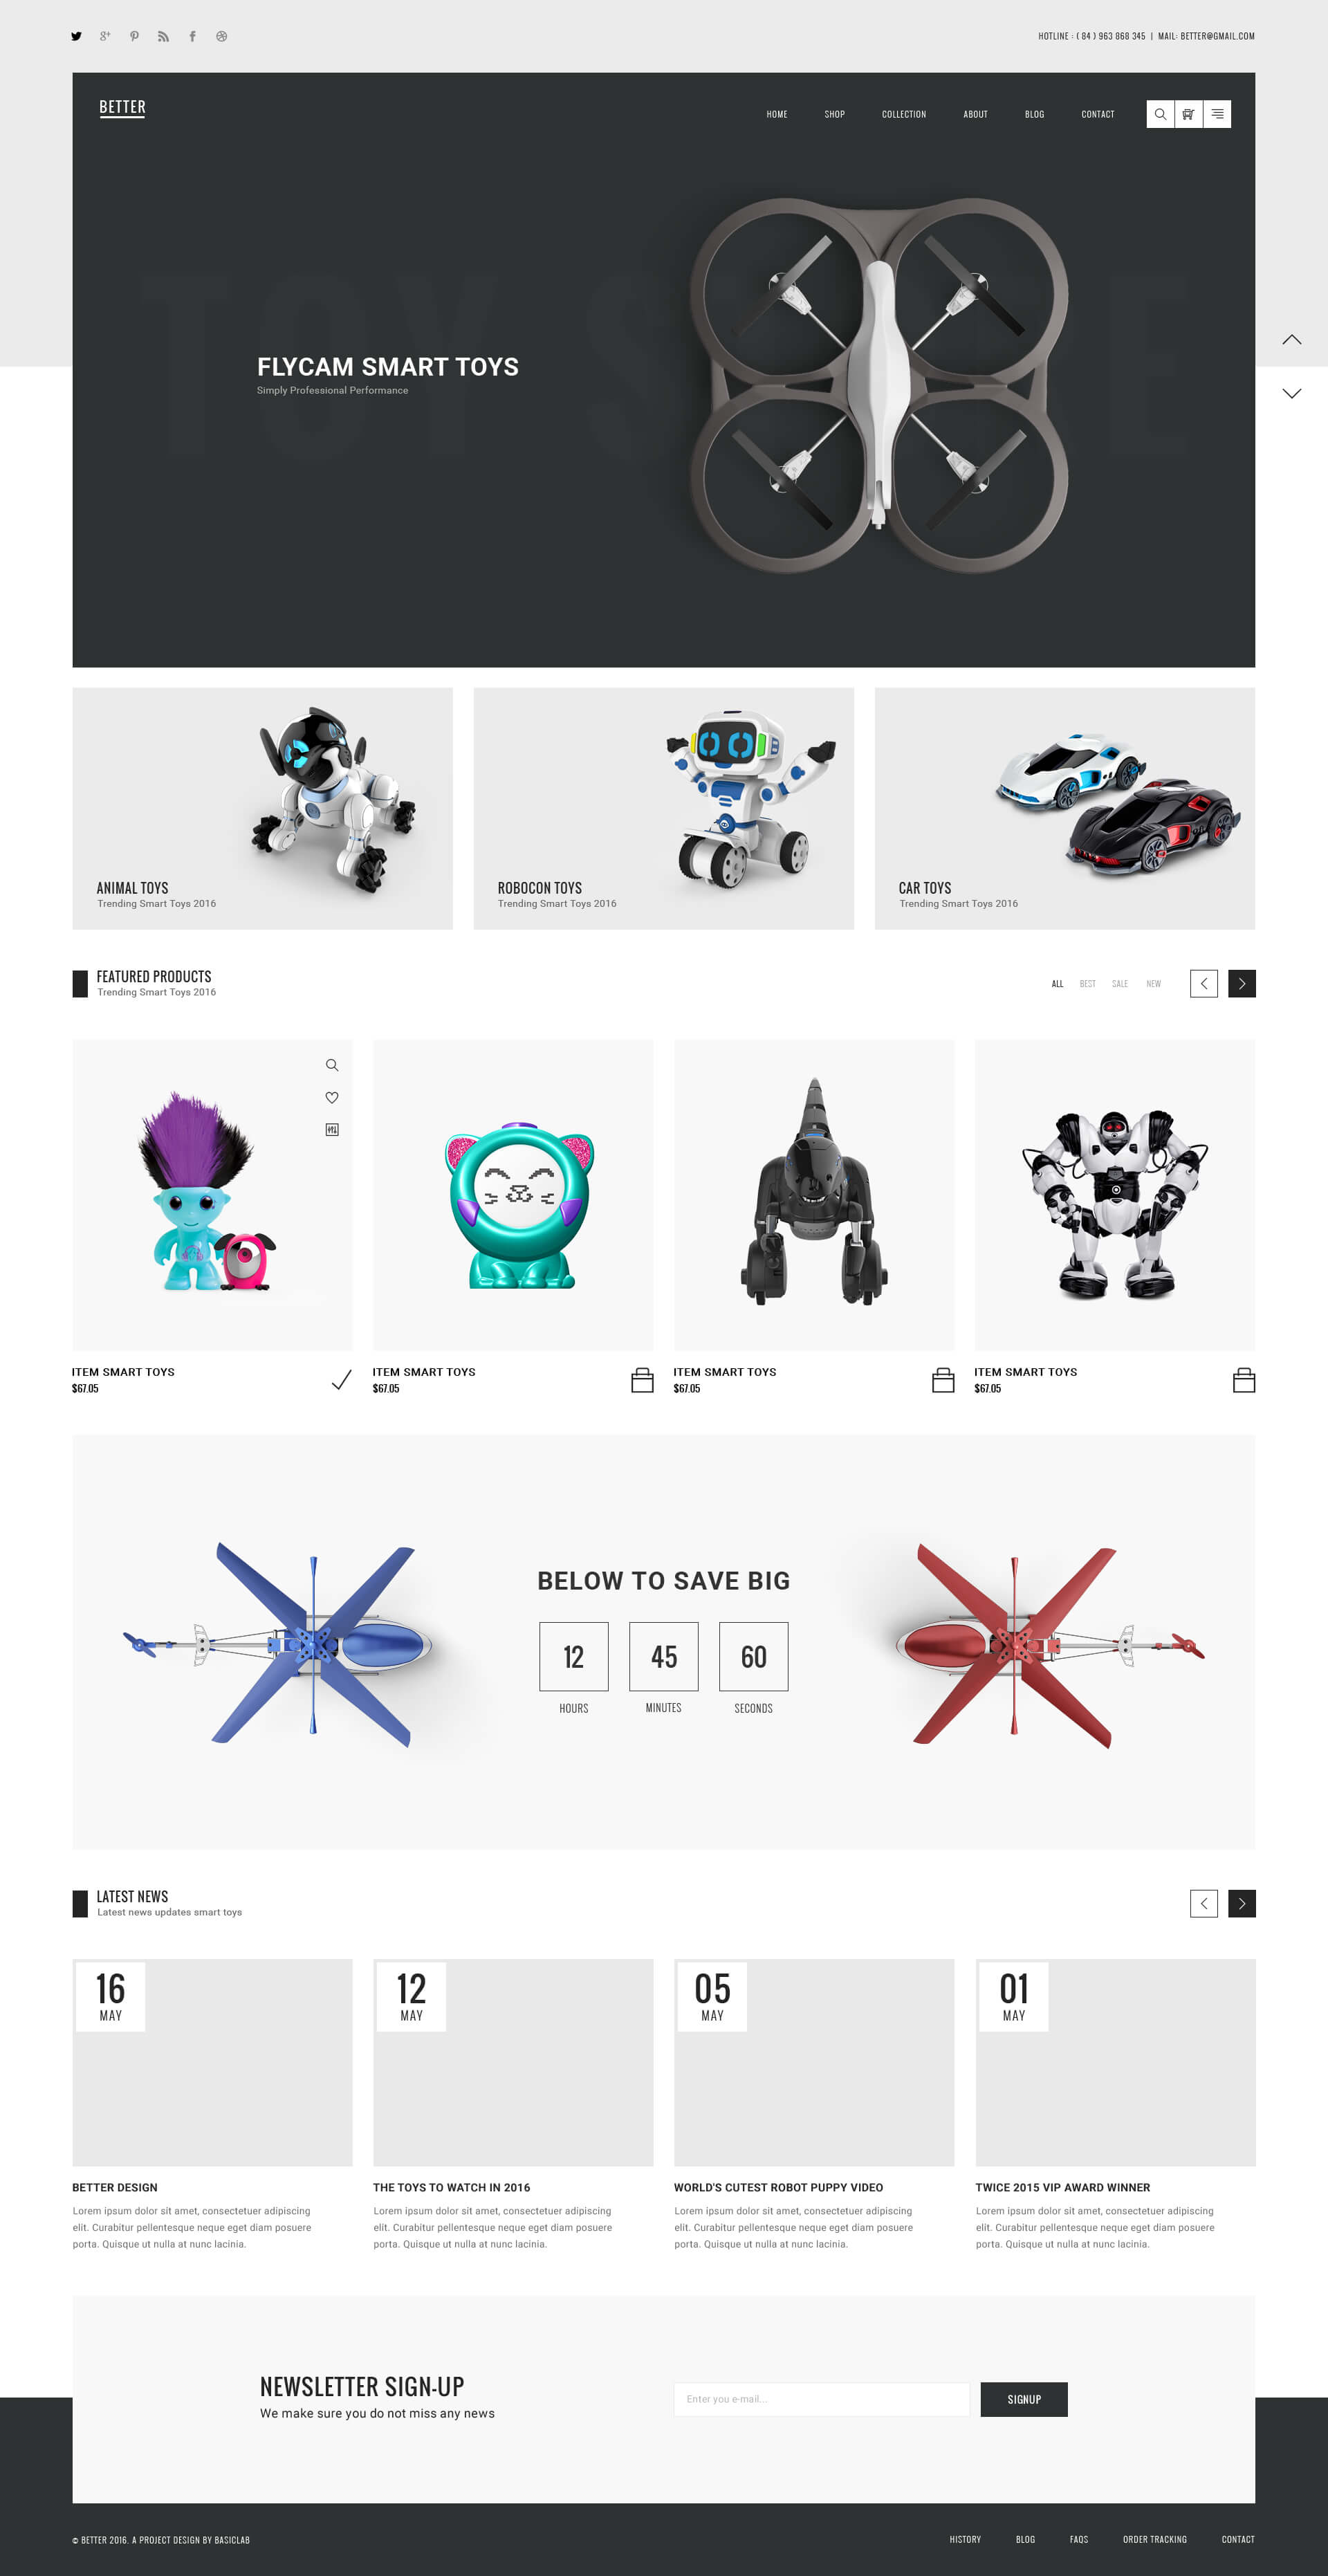 HOTLINE : ( 84 ) 963 868 345 | MAIL: BETTER@GMAIL.COM
BETTER
HOME SHOP COLLECTION ABOUT BLOG CONTACT
FLYCAM SMART TOYS
Simply Professional Performance
ANIMAL TOYS
Trending Smart Toys 2016
ROBOCON TOYS
Trending Smart Toys 2016
CAR TOYS
Trending Smart Toys 2016
FEATURED PRODUCTS
Trending Smart Toys 2016
ALL BEST SALE NEW
ITEM SMART TOYS
$67.05
ITEM SMART TOYS
$67.05
ITEM SMART TOYS
$67.05
ITEM SMART TOYS
$67.05
BELOW TO SAVE BIG
12 45 60
HOURS MINUTES SECONDS
LATEST NEWS
Latest news updates smart toys
16
MAY
BETTER DESIGN
Lorem ipsum dolor sit amet, consectetuer adipiscing
elit. Curabitur pellentesque neque eget diam posuere
porta. Quisque ut nulla at nunc lacinia.
12
MAY
THE TOYS TO WATCH IN 2016
Lorem ipsum dolor sit amet, consectetuer adipiscing
elit. Curabitur pellentesque neque eget diam posuere
porta. Quisque ut nulla at nunc lacinia.
05
MAY
WORLD'S CUTEST ROBOT PUPPY VIDEO
Lorem ipsum dolor sit amet, consectetuer adipiscing
elit. Curabitur pellentesque neque eget diam posuere
porta. Quisque ut nulla at nunc lacinia.
01
MAY
TWICE 2015 VIP AWARD WINNER
Lorem ipsum dolor sit amet, consectetuer adipiscing
elit. Curabitur pellentesque neque eget diam posuere
porta. Quisque ut nulla at nunc lacinia.
NEWSLETTER SIGN-UP
We make sure you do not miss any news
Enter you e-mail...
SIGNUP
© BETTER 2016. A PROJECT DESIGN BY BASICLAB
HISTORY BLOG FAQS ORDER TRACKING CONTACT